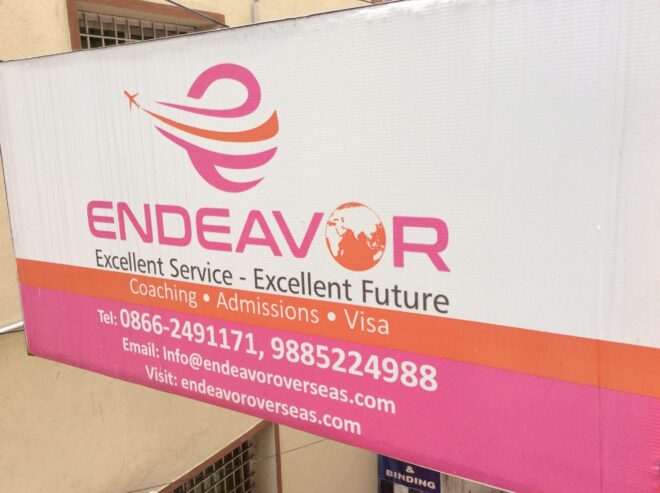 ENDEAVOR
Excellent Service - Excellent Future
Coaching • Admissions • Visa
Tel: 0866-2491171, 9885224988
Email: Info@endeavoroverseas.com
Visit: endeavoroverseas.com
&
BINDING